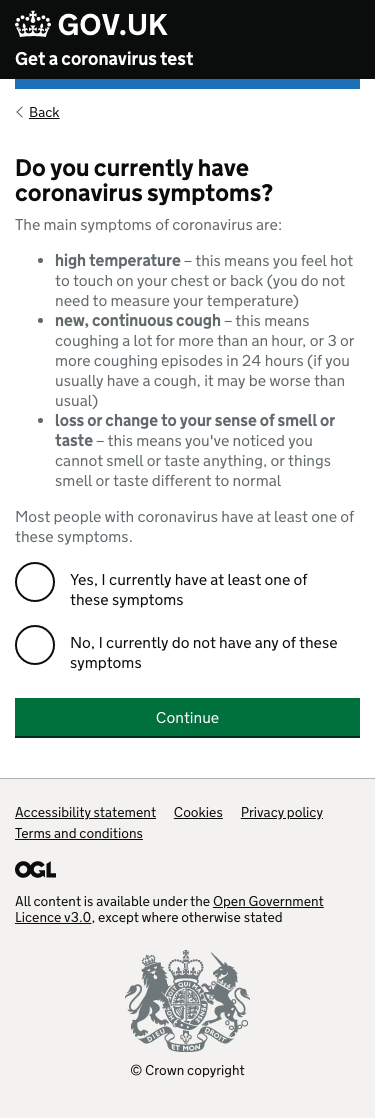 GOV.UK
Get a coronavirus test
Back
Do you currently have
coronavirus symptoms?
The main symptoms of coronavirus are:
• high temperature – this means you feel hot
to touch on your chest or back (you do not
need to measure your temperature)
• new, continuous cough – this means
coughing a lot for more than an hour, or 3 or
more coughing episodes in 24 hours (if you
usually have a cough, it may be worse than
usual)
• loss or change to your sense of smell or
taste – this means you've noticed you
cannot smell or taste anything, or things
smell or taste different to normal
Most people with coronavirus have at least one of
these symptoms.
Yes, I currently have at least one of
these symptoms
No, I currently do not have any of these
symptoms
Continue
Accessibility statement Cookies Privacy policy
Terms and conditions
OGL
All content is available under the Open Government
Licence v3.0, except where otherwise stated
DIEU ET MON DROIT
© Crown copyright